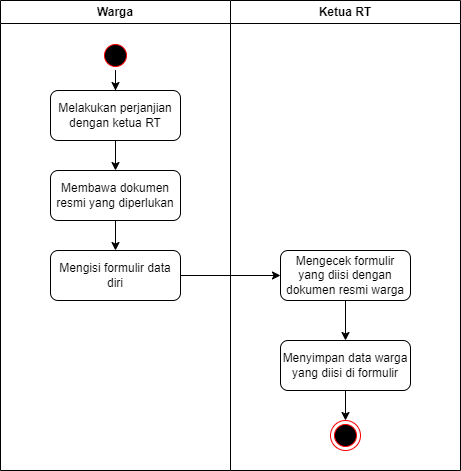 Warga
Ketua RT
Melakukan perjanjian
dengan ketua RT
Membawa dokumen
resmi yang diperlukan
Mengisi formulir data
diri
Mengecek formulir
yang diisi dengan
dokumen resmi warga
Menyimpan data warga
yang diisi di formulir